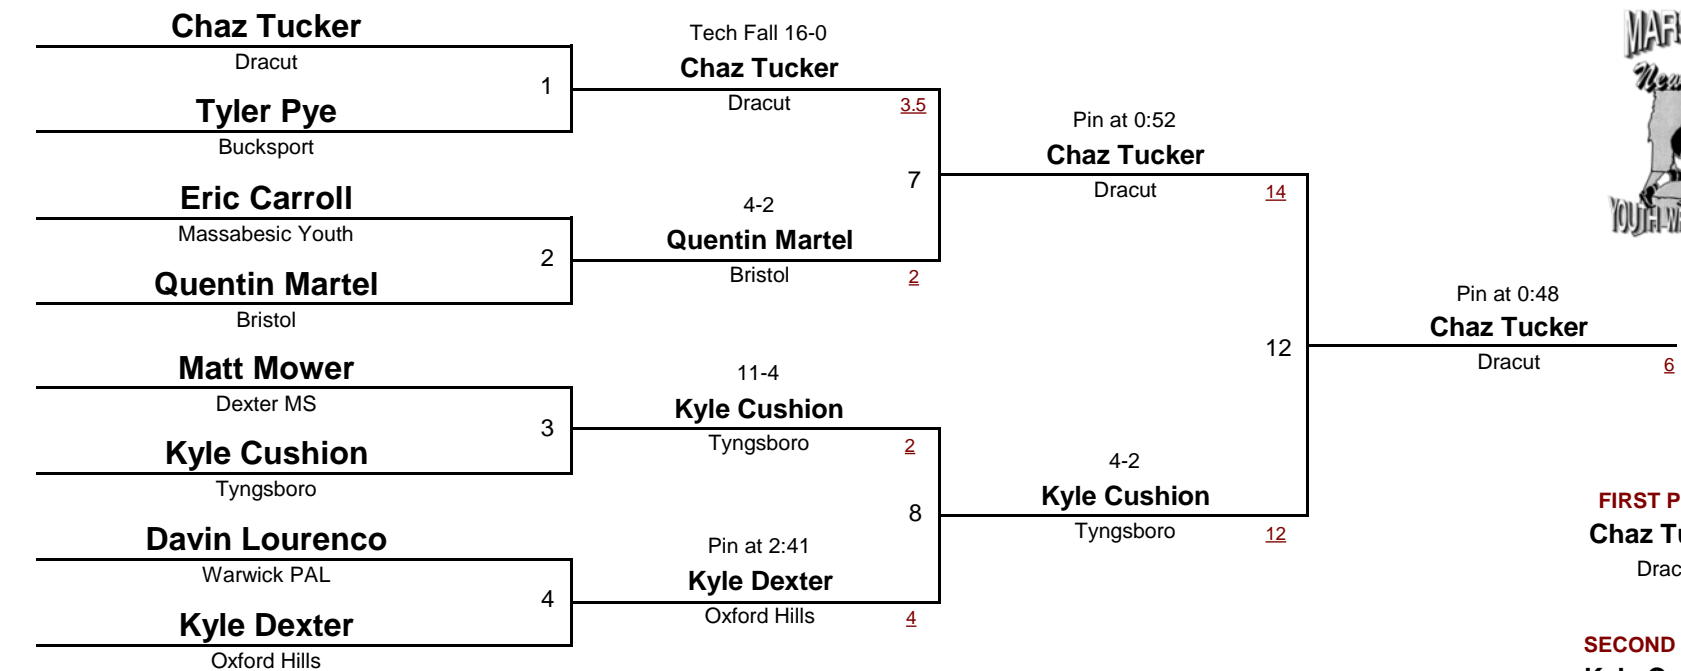 Chaz Tucker
Dracut
1
Tyler Pye
Bucksport
Eric Carroll
Massabesic Youth
2
Quentin Martel
Bristol
Matt Mower
Dexter MS
3
Kyle Cushion
Tyngsboro
Davin Lourenco
Warwick PAL
4
Kyle Dexter
Oxford Hills
Tech Fall 16-0
Chaz Tucker
Dracut 3.5
7
4-2
Quentin Martel
Bristol 2
11-4
Kyle Cushion
Tyngsboro 2
8
Pin at 2:41
Kyle Dexter
Oxford Hills 4
Pin at 0:52
Chaz Tucker
Dracut 14
12
4-2
Kyle Cushion
Tyngsboro 12
Pin at 0:48
Chaz Tucker
Dracut 6
FIRST P
Chaz T
Drac
SECOND